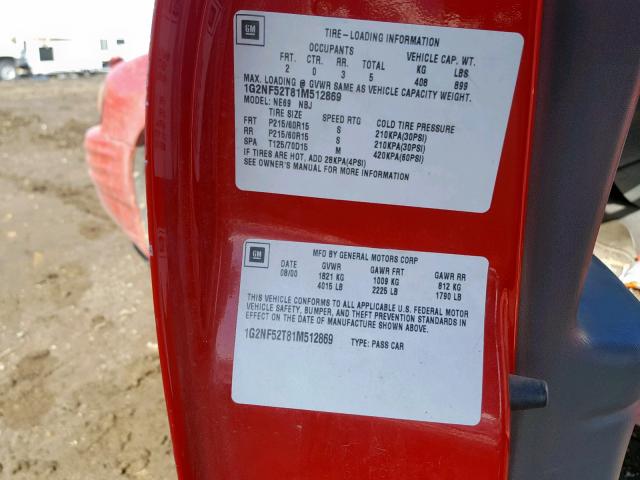 GM
TIRE-LOADING INFORMATION
OCCUPANTS VEHICLE CAP. WT.
FRT. CTR. RR. TOTAL KG LBS
2 0 3 5 408 899
MAX. LOADING @ GVWR SAME AS VEHICLE CAPACITY WEIGHT.
1G2NF52T81M512869
MODEL: NE69 NBJ
TIRE SIZE SPEED RTG COLD TIRE PRESSURE
FRT P215/60R15 S 210KPA(30PSI)
RR P215/60R15 S 210KPA(30PSI)
SPA T125/70D15 M 420KPA(60PSI)
IF TIRES ARE HOT, ADD 28KPA(4PSI)
SEE OWNER'S MANUAL FOR MORE INFORMATION
GM
MFD BY GENERAL MOTORS CORP
DATE GVWR GAWR FRT GAWR RR
08/00 1821 KG 1009 KG 812 KG
4015 LB 2225 LB 1790 LB
THIS VEHICLE CONFORMS TO ALL APPLICABLE U.S. FEDERAL MOTOR
VEHICLE SAFETY, BUMPER, AND THEFT PREVENTION STANDARDS
IN EFFECT ON THE DATE OF MANUFACTURE SHOWN ABOVE.
1G2NF52T81M512869 TYPE: PASS CAR